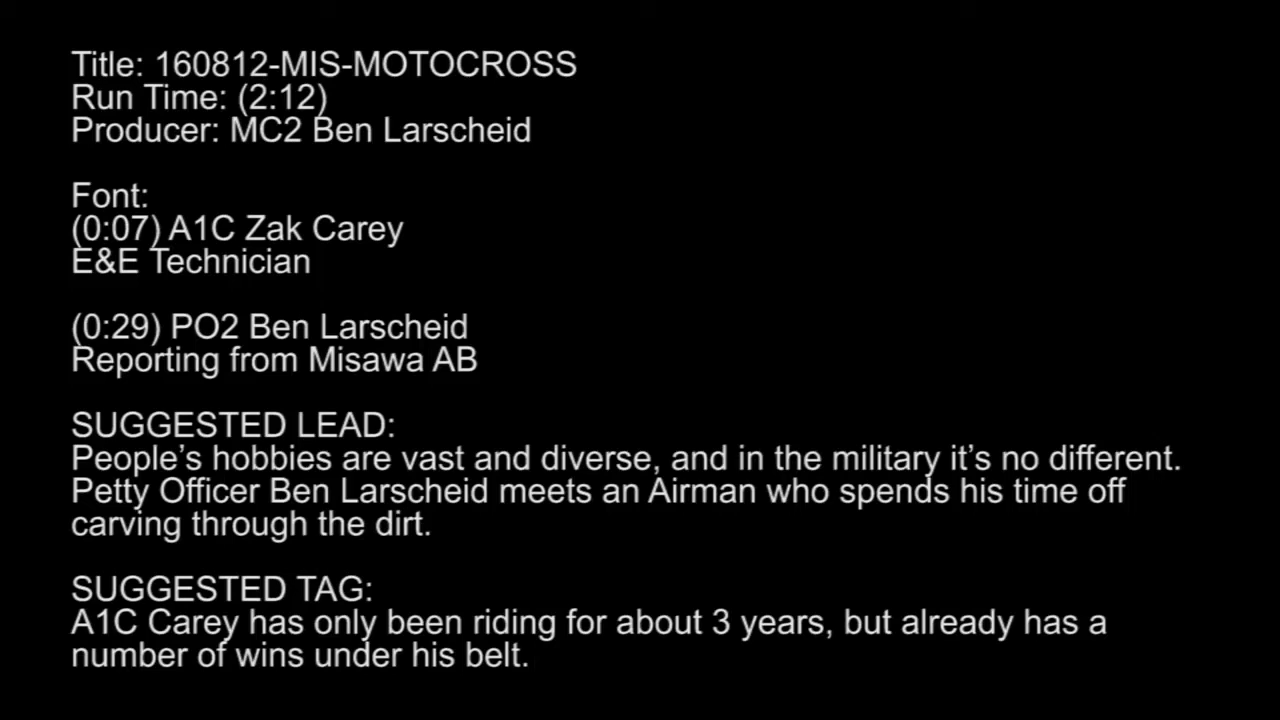 Title: 160812-MIS-MOTOCROSS
Run Time: (2:12)
Producer: MC2 Ben Larscheid
Font:
(0:07) A1C Zak Carey
E&E Technician
(0:29) PO2 Ben Larscheid
Reporting from Misawa AB
SUGGESTED LEAD:
People’s hobbies are vast and diverse, and in the military it’s no different.
Petty Officer Ben Larscheid meets an Airman who spends his time off
carving through the dirt.
SUGGESTED TAG:
A1C Carey has only been riding for about 3 years, but already has a
number of wins under his belt.